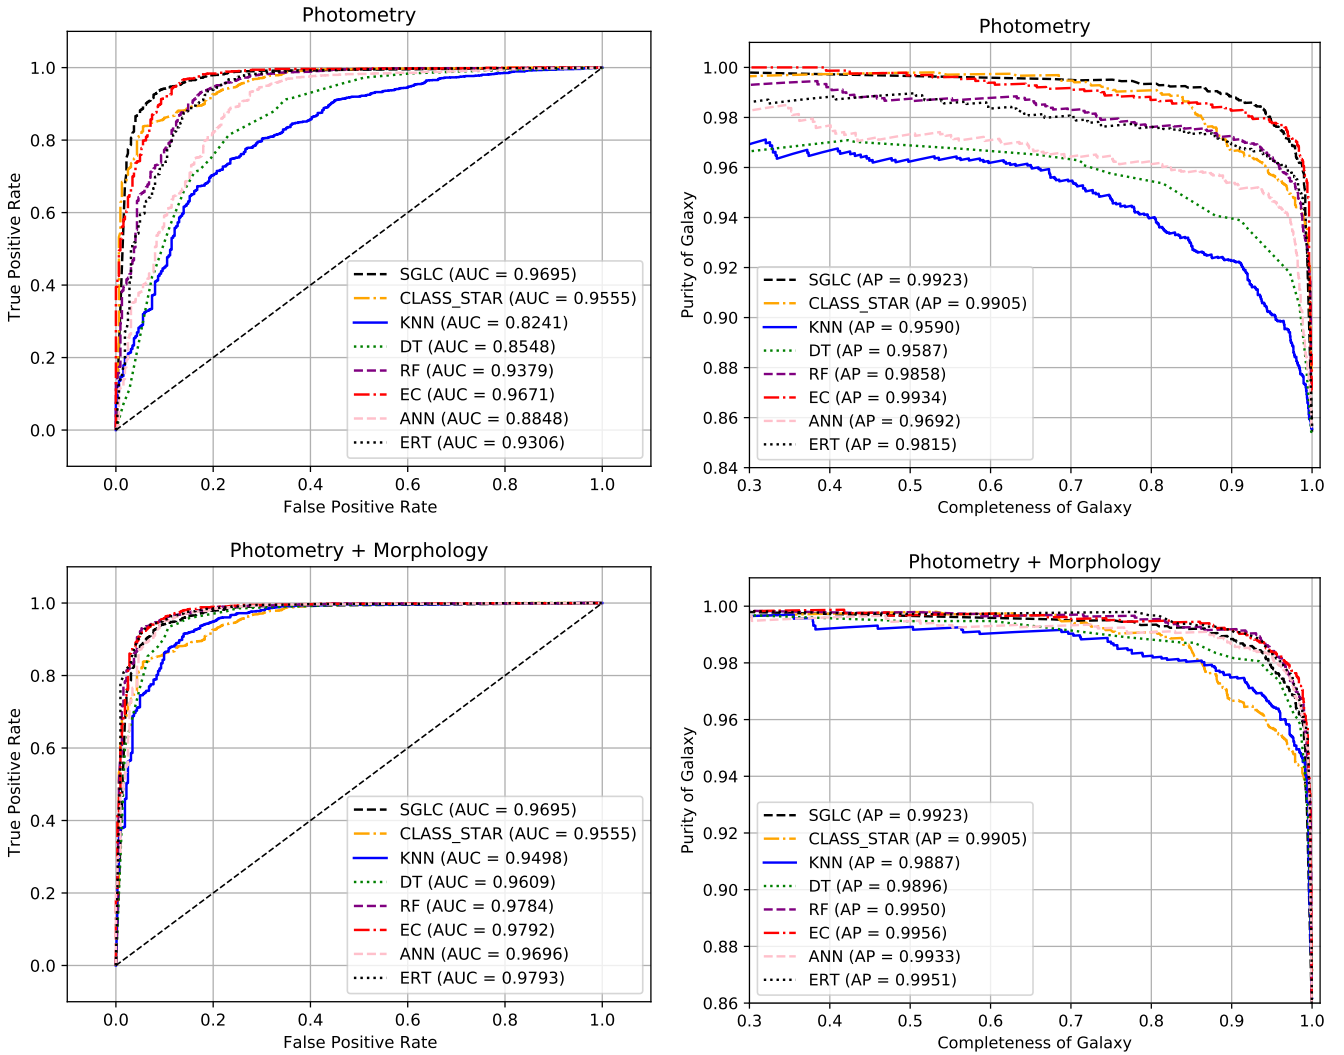 Photometry
1.0
0.8
0.6
0.4
0.2
0.0
True Positive Rate
SGLC (AUC = 0.9695)
CLASS_STAR (AUC = 0.9555)
KNN (AUC = 0.8241)
DT (AUC = 0.8548)
RF (AUC = 0.9379)
EC (AUC = 0.9671)
ANN (AUC = 0.8848)
ERT (AUC = 0.9306)
0.0 0.2 0.4 0.6 0.8 1.0
False Positive Rate
Photometry
1.00
0.98
0.96
0.94
0.92
0.90
0.88
0.86
0.84
Purity of Galaxy
SGLC (AP = 0.9923)
CLASS_STAR (AP = 0.9905)
KNN (AP = 0.9590)
DT (AP = 0.9587)
RF (AP = 0.9858)
EC (AP = 0.9934)
ANN (AP = 0.9692)
ERT (AP = 0.9815)
0.3 0.4 0.5 0.6 0.7 0.8 0.9 1.0
Completeness of Galaxy
Photometry + Morphology
1.0
0.8
0.6
0.4
0.2
0.0
True Positive Rate
SGLC (AUC = 0.9695)
CLASS_STAR (AUC = 0.9555)
KNN (AUC = 0.9498)
DT (AUC = 0.9609)
RF (AUC = 0.9784)
EC (AUC = 0.9792)
ANN (AUC = 0.9696)
ERT (AUC = 0.9793)
0.0 0.2 0.4 0.6 0.8 1.0
False Positive Rate
Photometry + Morphology
1.00
0.98
0.96
0.94
0.92
0.90
0.88
0.86
Purity of Galaxy
SGLC (AP = 0.9923)
CLASS_STAR (AP = 0.9905)
KNN (AP = 0.9887)
DT (AP = 0.9896)
RF (AP = 0.9950)
EC (AP = 0.9956)
ANN (AP = 0.9933)
ERT (AP = 0.9951)
0.3 0.4 0.5 0.6 0.7 0.8 0.9 1.0
Completeness of Galaxy